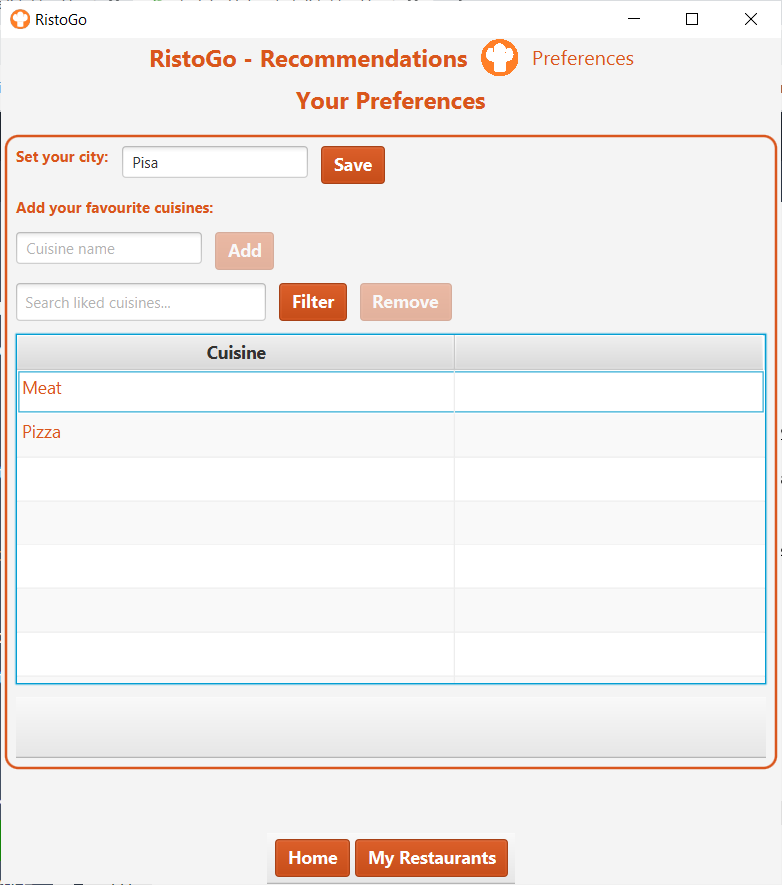 RistoGo
RistoGo - Recommendations Preferences
Your Preferences
Set your city: Pisa Save
Add your favourite cuisines:
Cuisine name Add
Search liked cuisines... Filter Remove
Cuisine
Meat
Pizza
Home My Restaurants